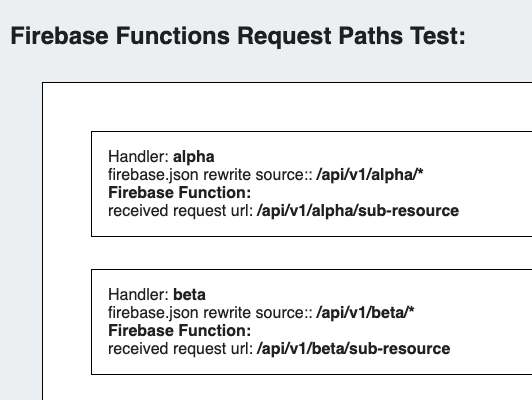 Firebase Functions Request Paths Test:
Handler: alpha
firebase.json rewrite source:: /api/v1/alpha/*
Firebase Function:
received request url: /api/v1/alpha/sub-resource
Handler: beta
firebase.json rewrite source:: /api/v1/beta/*
Firebase Function:
received request url: /api/v1/beta/sub-resource